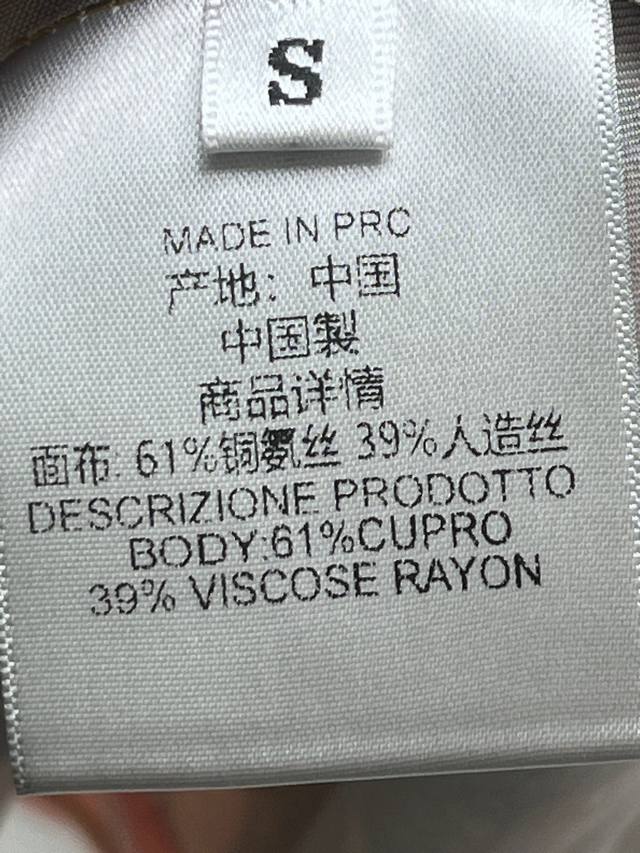 S
MADE IN PRC
产地：中国
中国製
商品详情
面布:61%铜氨丝 39%人造丝
DESCRIZIONE PRODOTTO
BODY:61%CUPRO
39% VISCOSE RAYON